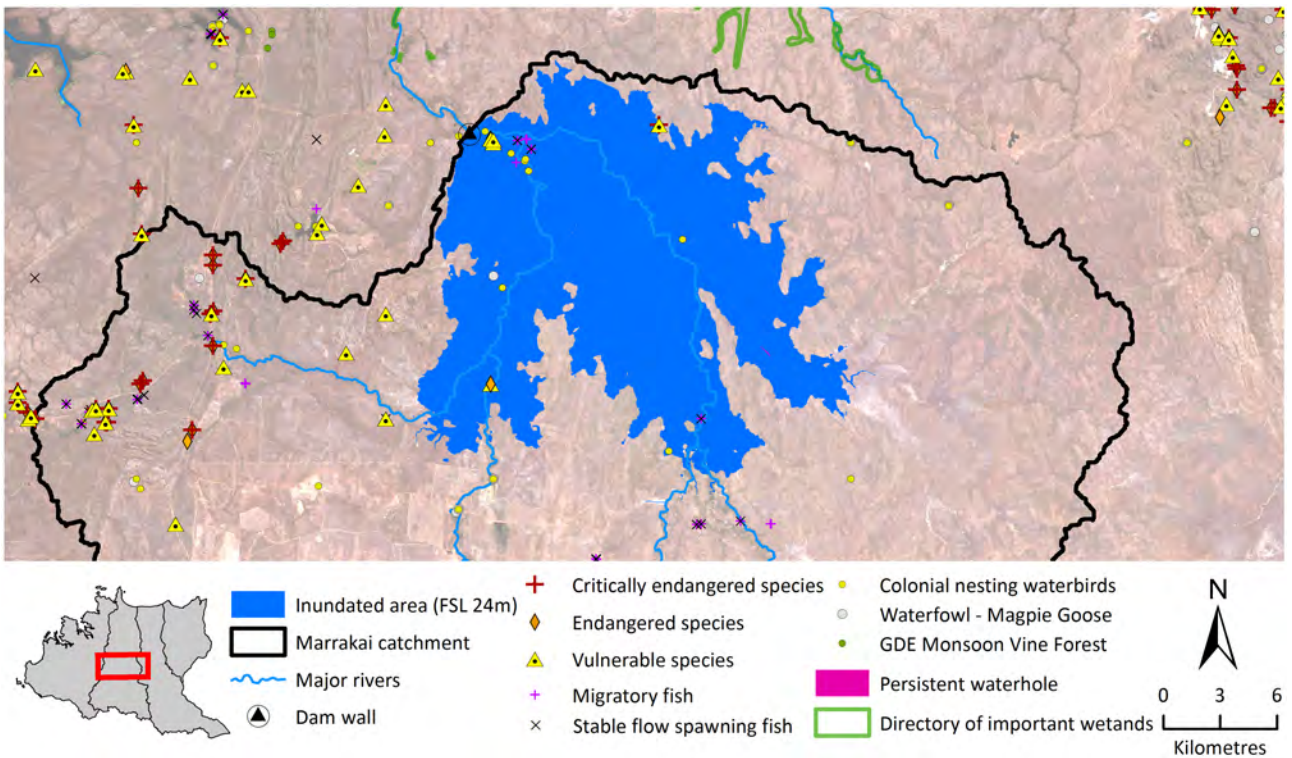 Inundated area (FSL 24m)
Marrakai catchment
Major rivers
Dam wall
Critically endangered species
Endangered species
Vulnerable species
Migratory fish
Stable flow spawning fish
Colonial nesting waterbirds
Waterfowl - Magpie Goose
GDE Monsoon Vine Forest
Persistent waterhole
Directory of important wetands
N
0 3 6
Kilometres